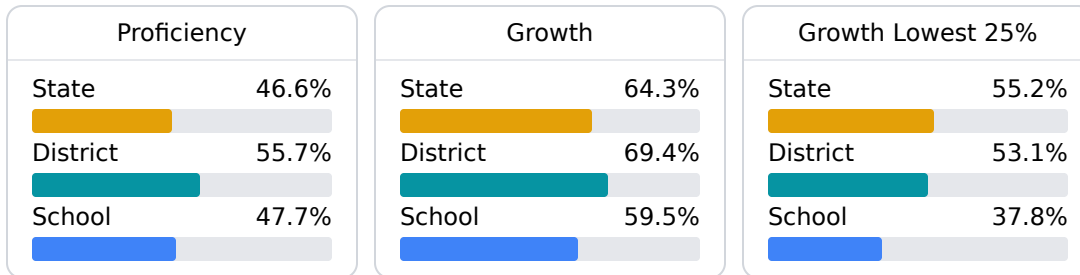 Proficiency
State 46.6%
District 55.7%
School 47.7%
Growth
State 64.3%
District 69.4%
School 59.5%
Growth Lowest 25%
State 55.2%
District 53.1%
School 37.8%